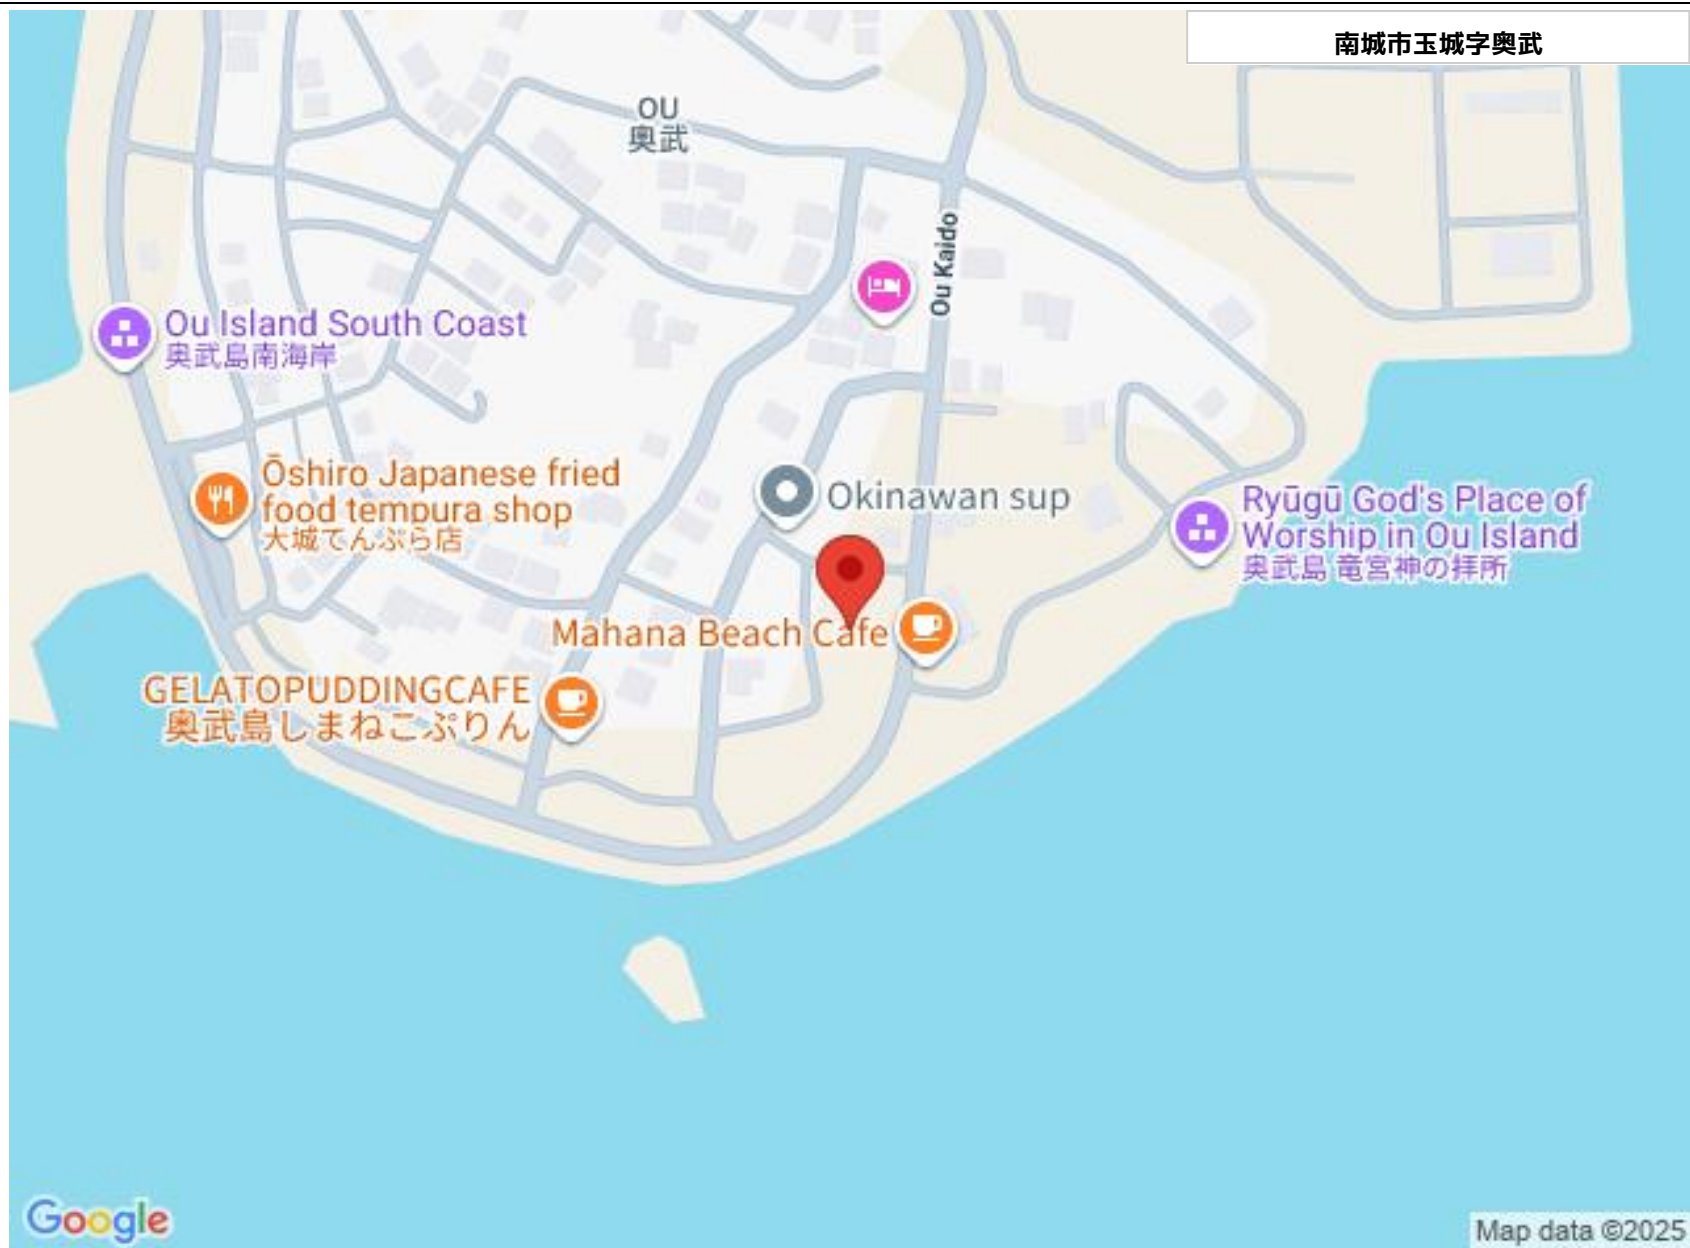 南城市玉城字奥武
OU
奥武
Ou Kaido
Ou Island South Coast
奥武島南海岸
Ōshiro Japanese fried
food tempura shop
大城てんぷら店
Okinawan sup
Ryūgū God's Place of
Worship in Ou Island
奥武島 竜宮神の拝所
Mahana Beach Cafe
GELATOPUDDINGCAFE
奥武島しまねこぷりん
Google
Map data ©2025